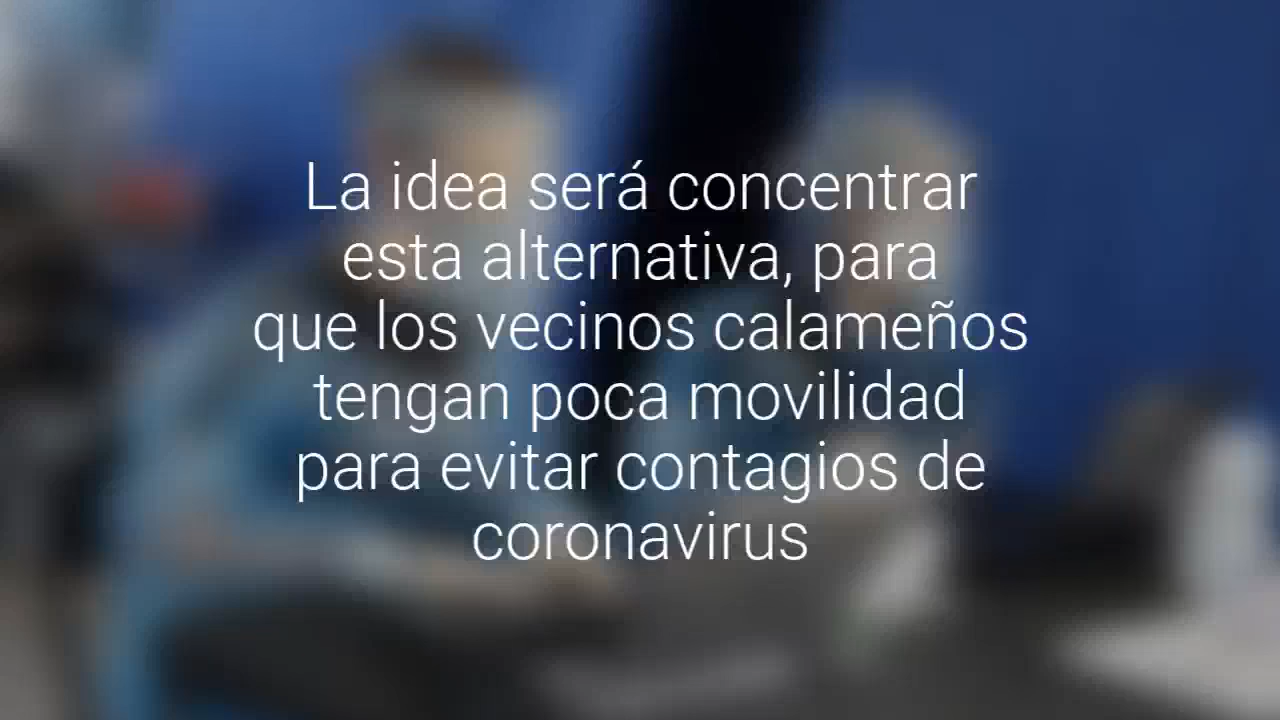 La idea será concentrar
esta alternativa, para
que los vecinos calameños
tengan poca movilidad
para evitar contagios de
coronavirus